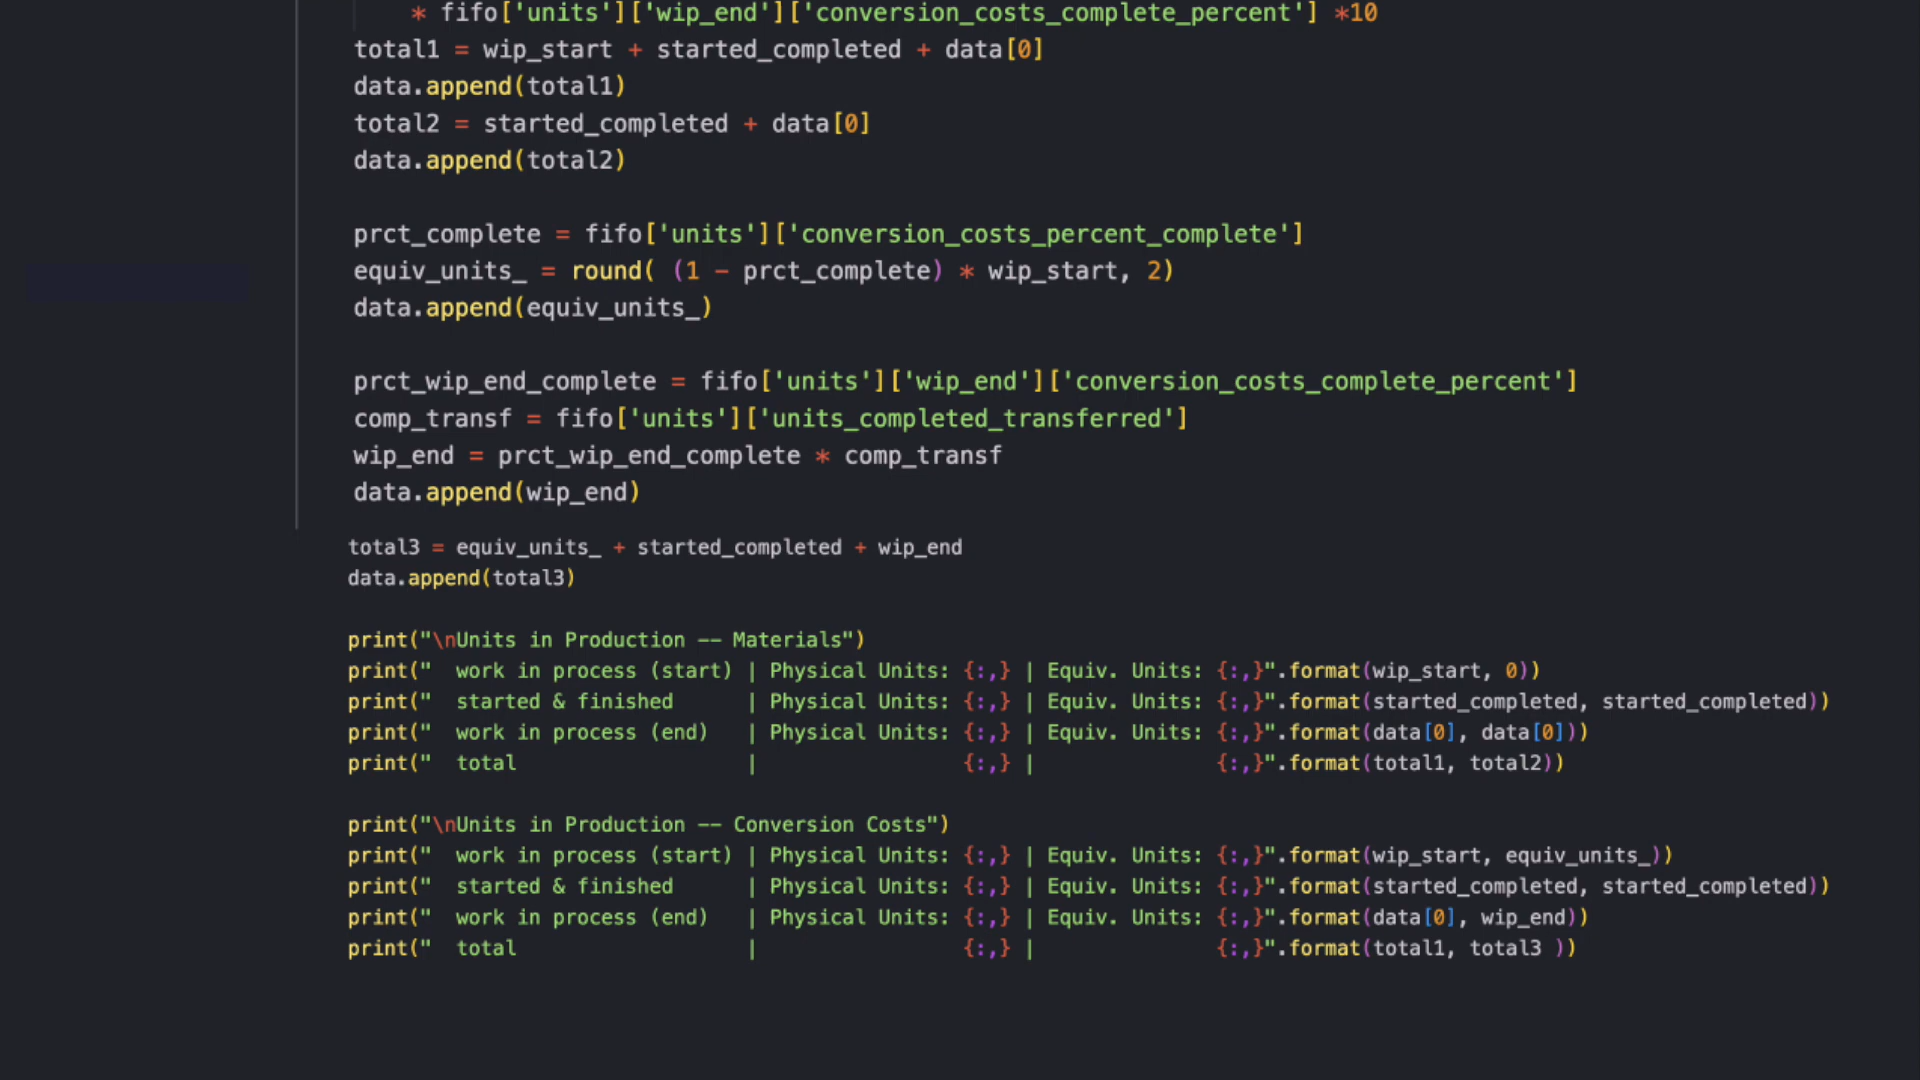 * fifo['units']['wip_end']['conversion_costs_complete_percent'] *10
total1 = wip_start + started_completed + data[0]
data.append(total1)
total2 = started_completed + data[0]
data.append(total2)
prct_complete = fifo['units']['conversion_costs_percent_complete']
equiv_units_ = round( (1 - prct_complete) * wip_start, 2)
data.append(equiv_units_)
prct_wip_end_complete = fifo['units']['wip_end']['conversion_costs_complete_percent']
comp_transf = fifo['units']['units_completed_transferred']
wip_end = prct_wip_end_complete * comp_transf
data.append(wip_end)
total3 = equiv_units_ + started_completed + wip_end
data.append(total3)
print("\nUnits in Production -- Materials")
print("  work in process (start) | Physical Units: {:,} | Equiv. Units: {:,}".format(wip_start, 0))
print("  started & finished      | Physical Units: {:,} | Equiv. Units: {:,}".format(started_completed, started_completed))
print("  work in process (end)   | Physical Units: {:,} | Equiv. Units: {:,}".format(data[0], data[0]))
print("  total                   |                 {:,} |               {:,}".format(total1, total2))
print("\nUnits in Production -- Conversion Costs")
print("  work in process (start) | Physical Units: {:,} | Equiv. Units: {:,}".format(wip_start, equiv_units_))
print("  started & finished      | Physical Units: {:,} | Equiv. Units: {:,}".format(started_completed, started_completed))
print("  work in process (end)   | Physical Units: {:,} | Equiv. Units: {:,}".format(data[0], wip_end))
print("  total                   |                 {:,} |               {:,}".format(total1, total3 ))